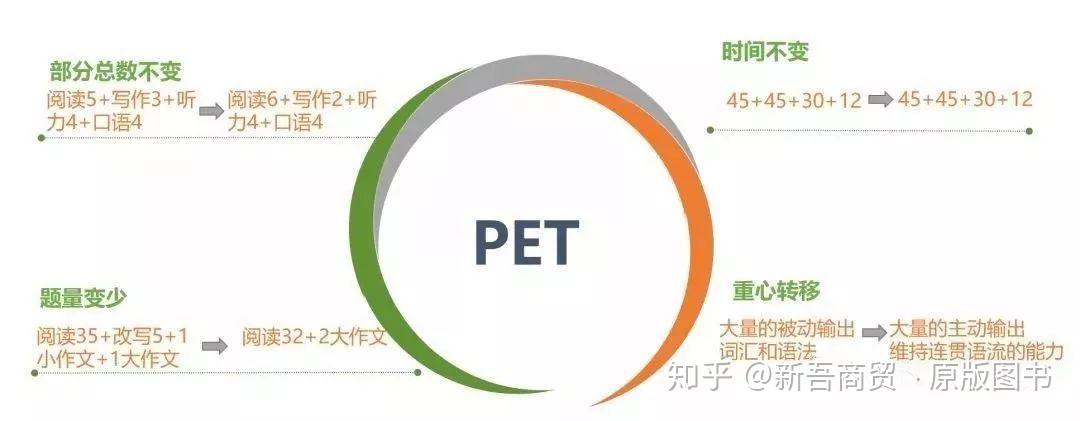 部分总数不变
阅读5+写作3+听
力4+口语4
阅读6+写作2+听
力4+口语4
时间不变
45+45+30+12
45+45+30+12
PET
题量变少
阅读35+改写5+1
小作文+1大作文
阅读32+2大作文
重心转移
大量的被动输出
词汇和语法
大量的主动输出
维持连贯语流的能力
知乎 @新吾商贸 · 原版图书